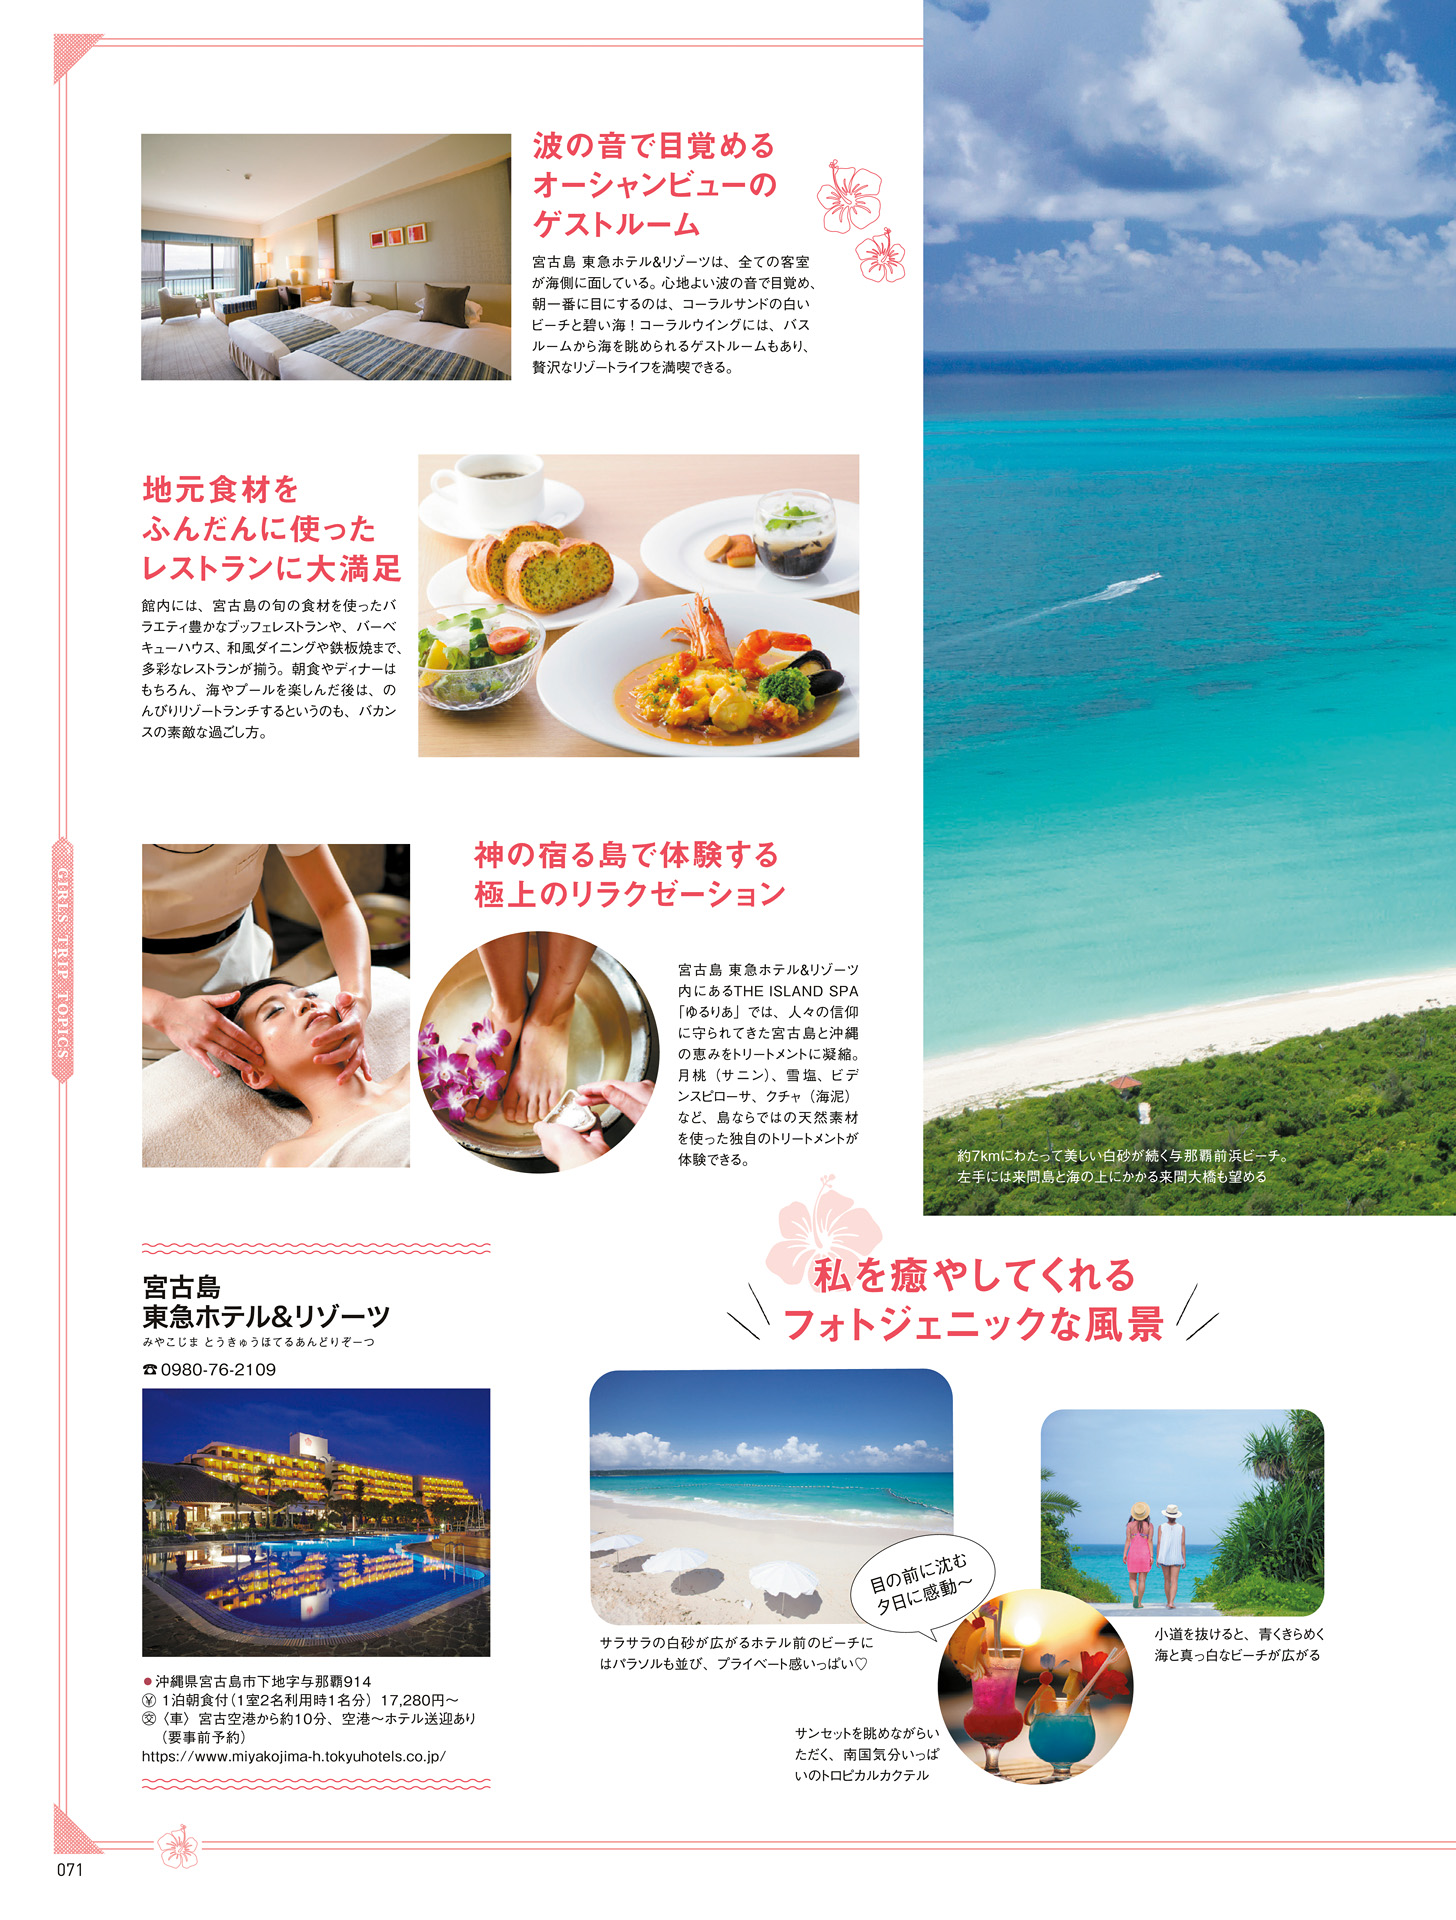 波の音で目覚める
オーシャンビューの
ゲストルーム
宮古島 東急ホテル&リゾーツは、全ての客室
が海側に面している。心地よい波の音で目覚め、
朝一番に目にするのは、コーラルサンドの白い
ビーチと碧い海！コーラルウイングには、バス
ルームから海を眺められるゲストルームもあり、
贅沢なリゾートライフを満喫できる。
地元食材を
ふんだんに使った
レストランに大満足
館内には、宮古島の旬の食材を使ったバ
ラエティ豊かなブッフェレストランや、バーベ
キューハウス、和風ダイニングや鉄板焼まで、
多彩なレストランが揃う。朝食やディナーは
もちろん、海やプールを楽しんだ後は、の
んびりリゾートランチするというのも、バカン
スの素敵な過ごし方。
神の宿る島で体験する
極上のリラクゼーション
宮古島 東急ホテル&リゾーツ
内にあるTHE ISLAND SPA
「ゆるりあ」では、人々の信仰
に守られてきた宮古島と沖縄
の恵みをトリートメントに凝縮。
月桃（サニン）、雪塩、ビデ
ンスピローサ、クチャ（海泥）
など、島ならではの天然素材
を使った独自のトリートメントが
体験できる。
約7kmにわたって美しい白砂が続く与那覇前浜ビーチ。
左手には来間島と海の上にかかる来間大橋も望める
GIRLS TRIP TOPICS
宮古島
東急ホテル&リゾーツ
みやこじま とうきゅうほてるあんどりぞーつ
☎0980-76-2109
●沖縄県宮古島市下地字与那覇914
¥ 1泊朝食付（1室2名利用時1名分） 17,280円〜
交〈車〉宮古空港から約10分、空港〜ホテル送迎あり
（要事前予約）
https://www.miyakojima-h.tokyuhotels.co.jp/
私を癒やしてくれる
フォトジェニックな風景
サラサラの白砂が広がるホテル前のビーチに
はパラソルも並び、プライベート感いっぱい♡
目の前に沈む
夕日に感動〜
小道を抜けると、青くきらめく
海と真っ白なビーチが広がる
サンセットを眺めながらい
ただく、南国気分いっぱ
いのトロピカルカクテル
071